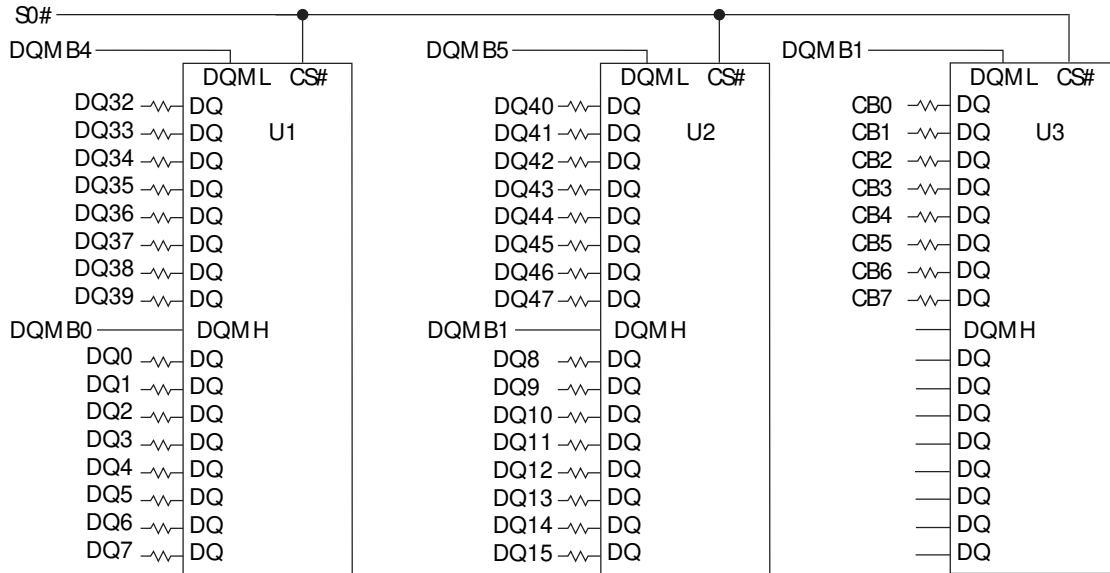 S0#
DQMB4 DQMB5 DQMB1
DQML CS# DQML CS# DQML CS#
DQ32 DQ DQ40 DQ CB0 DQ
DQ33 DQ U1 DQ41 DQ U2 CB1 DQ U3
DQ34 DQ DQ42 DQ CB2 DQ
DQ35 DQ DQ43 DQ CB3 DQ
DQ36 DQ DQ44 DQ CB4 DQ
DQ37 DQ DQ45 DQ CB5 DQ
DQ38 DQ DQ46 DQ CB6 DQ
DQ39 DQ DQ47 DQ CB7 DQ
DQMB0 DQMH DQMB1 DQMH DQMH
DQ0 DQ DQ8 DQ DQ
DQ1 DQ DQ9 DQ DQ
DQ2 DQ DQ10 DQ DQ
DQ3 DQ DQ11 DQ DQ
DQ4 DQ DQ12 DQ DQ
DQ5 DQ DQ13 DQ DQ
DQ6 DQ DQ14 DQ DQ
DQ7 DQ DQ15 DQ DQ